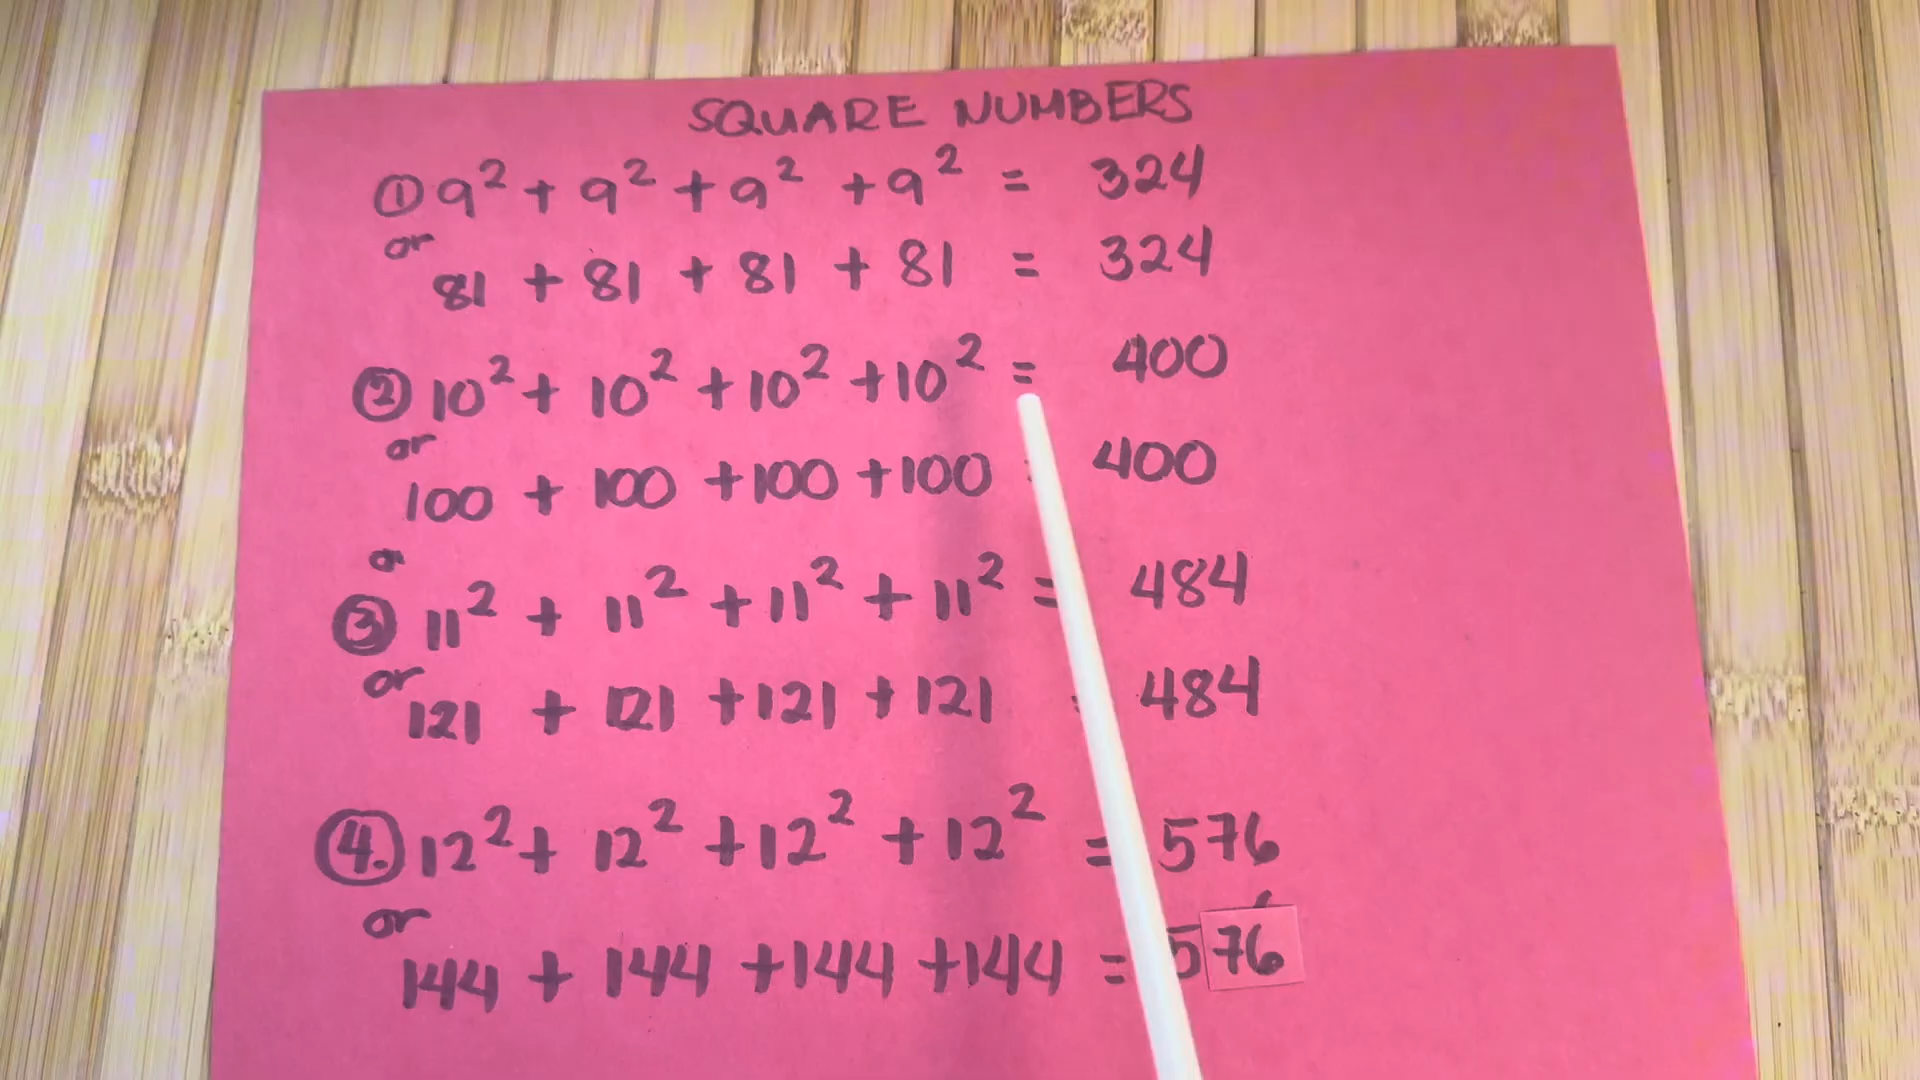 SQUARE NUMBERS
① 9² + 9² + 9² + 9² = 324
or
81 + 81 + 81 + 81 = 324
② 10² + 10² + 10² + 10² = 400
or
100 + 100 + 100 + 100 400
or
③ 11² + 11² + 11² + 11² = 484
or
121 + 121 + 121 + 121 484
④. 12² + 12² + 12² + 12² = 576
or
144 + 144 + 144 + 144 = 576